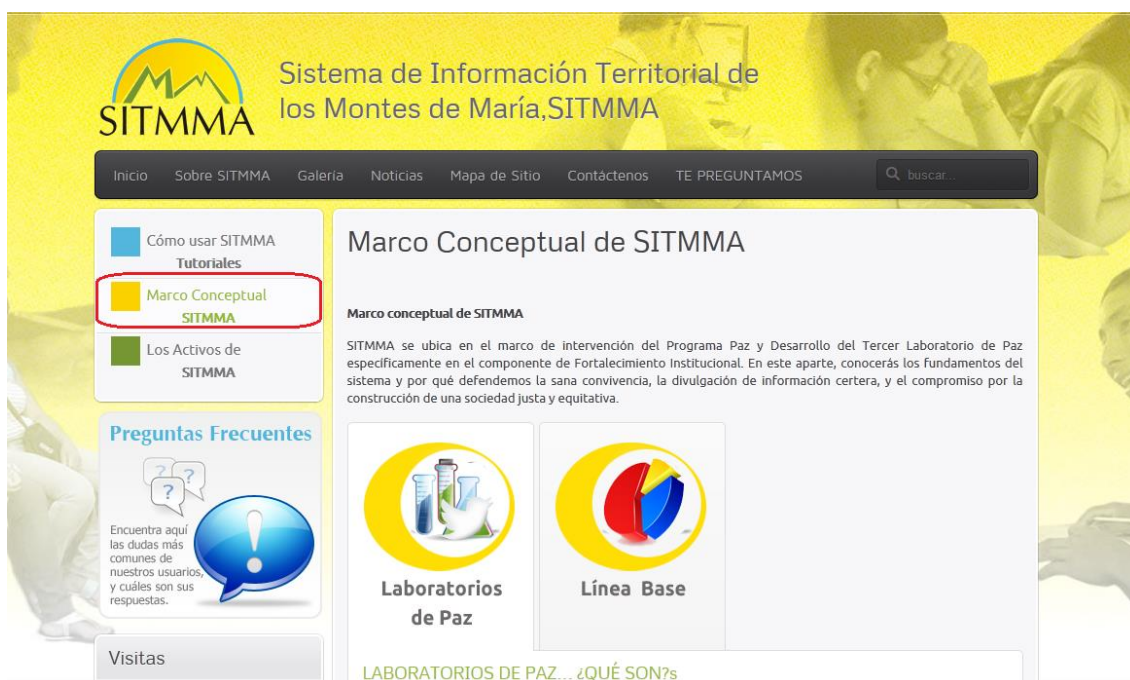 SITMMA
Sistema de Información Territorial de
los Montes de María,SITMMA
Inicio Sobre SITMMA Galería Noticias Mapa de Sitio Contáctenos TE PREGUNTAMOS buscar...
Cómo usar SITMMA
Tutoriales
Marco Conceptual
SITMMA
Los Activos de
SITMMA
Preguntas Frecuentes
? ?
?
!
Encuentra aquí
las dudas más
comunes de
nuestros usuarios,
y cuáles son sus
respuestas.
Visitas
Marco Conceptual de SITMMA
Marco conceptual de SITMMA
SITMMA se ubica en el marco de intervención del Programa Paz y Desarrollo del Tercer Laboratorio de Paz
específicamente en el componente de Fortalecimiento Institucional. En este aparte, conocerás los fundamentos del
sistema y por qué defendemos la sana convivencia, la divulgación de información certera, y el compromiso por la
construcción de una sociedad justa y equitativa.
Laboratorios
de Paz
Línea Base
LABORATORIOS DE PAZ... ¿QUÉ SON?s